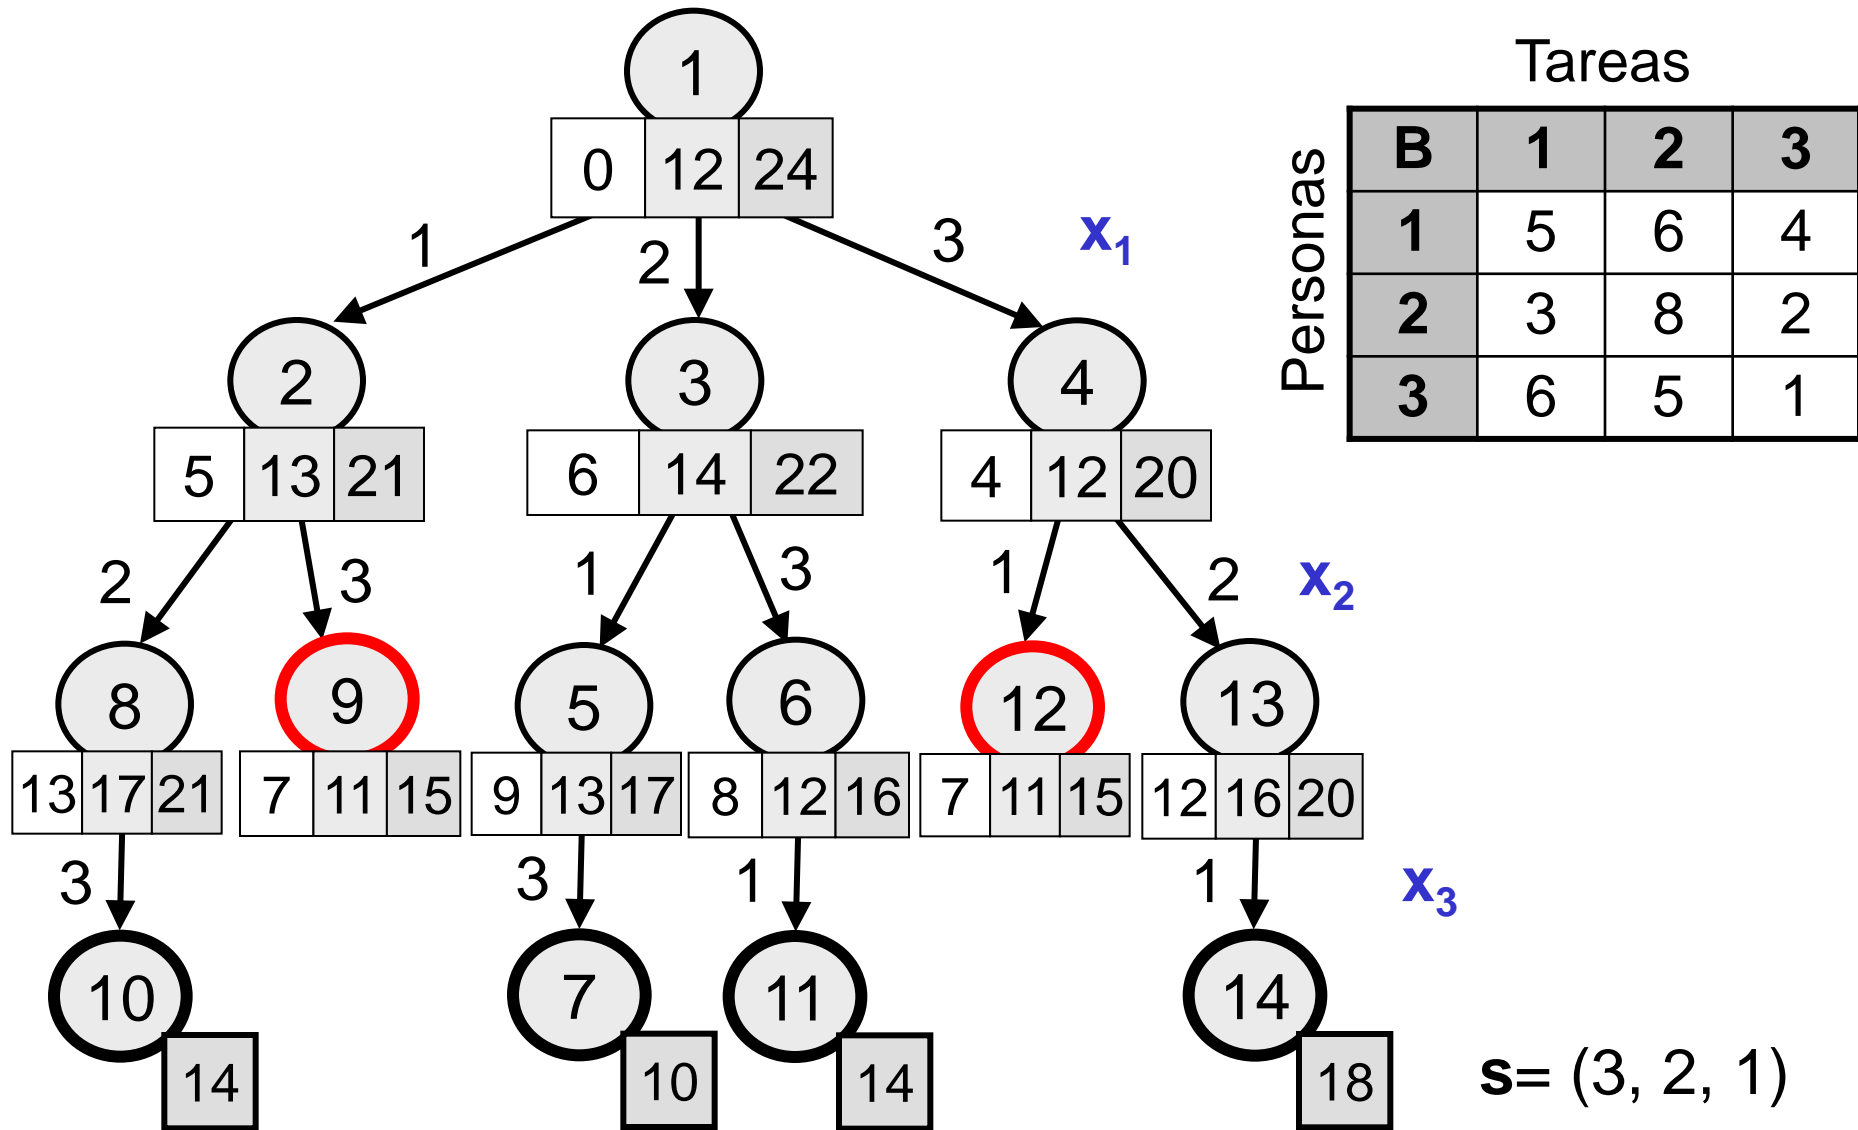 1
0 12 24
1 2 3 x1
2 3 4
5 13 21 6 14 22 4 12 20
2 3 1 3 1 2 x2
8 9 5 6 12 13
13 17 21 7 11 15 9 13 17 8 12 16 7 11 15 12 16 20
3 3 1 1 x3
10 7 11 14
14 10 14 18
s= (3, 2, 1)
Tareas
Personas
B 1 2 3
1 5 6 4
2 3 8 2
3 6 5 1